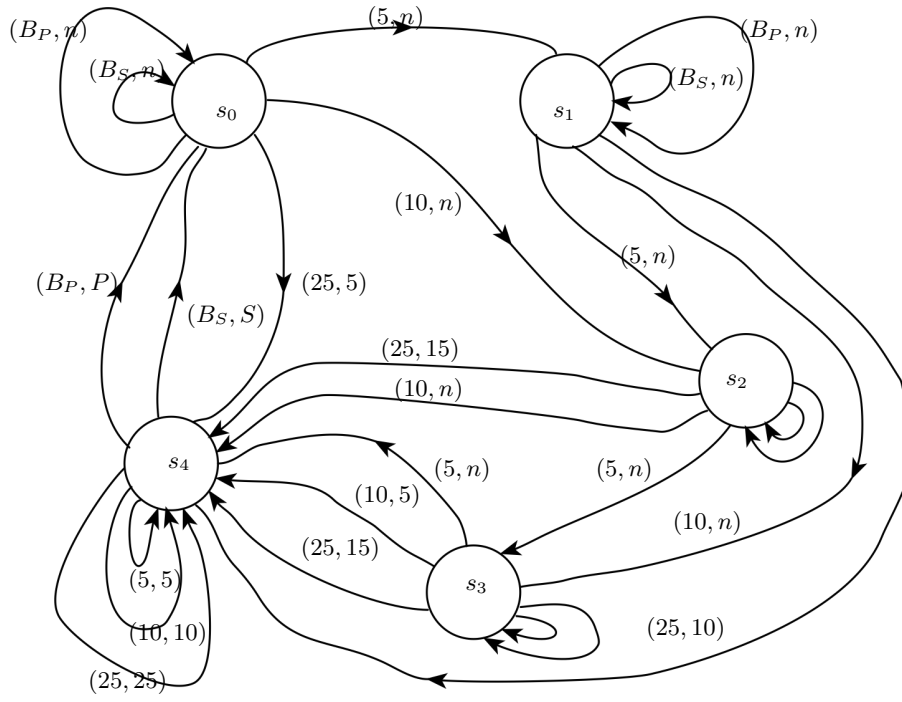 (5, n)
(B_P, n)
(B_P, n)
(B_S, n)
(B_S, n)
s_0
s_1
(10, n)
(5, n)
(B_P, P)
(25, 5)
(B_S, S)
(25, 15)
s_2
(10, n)
s_4
(5, n)
(5, n)
(10, 5)
(10, n)
(25, 15)
(5, 5)
s_3
(10, 10)
(25, 10)
(25, 25)